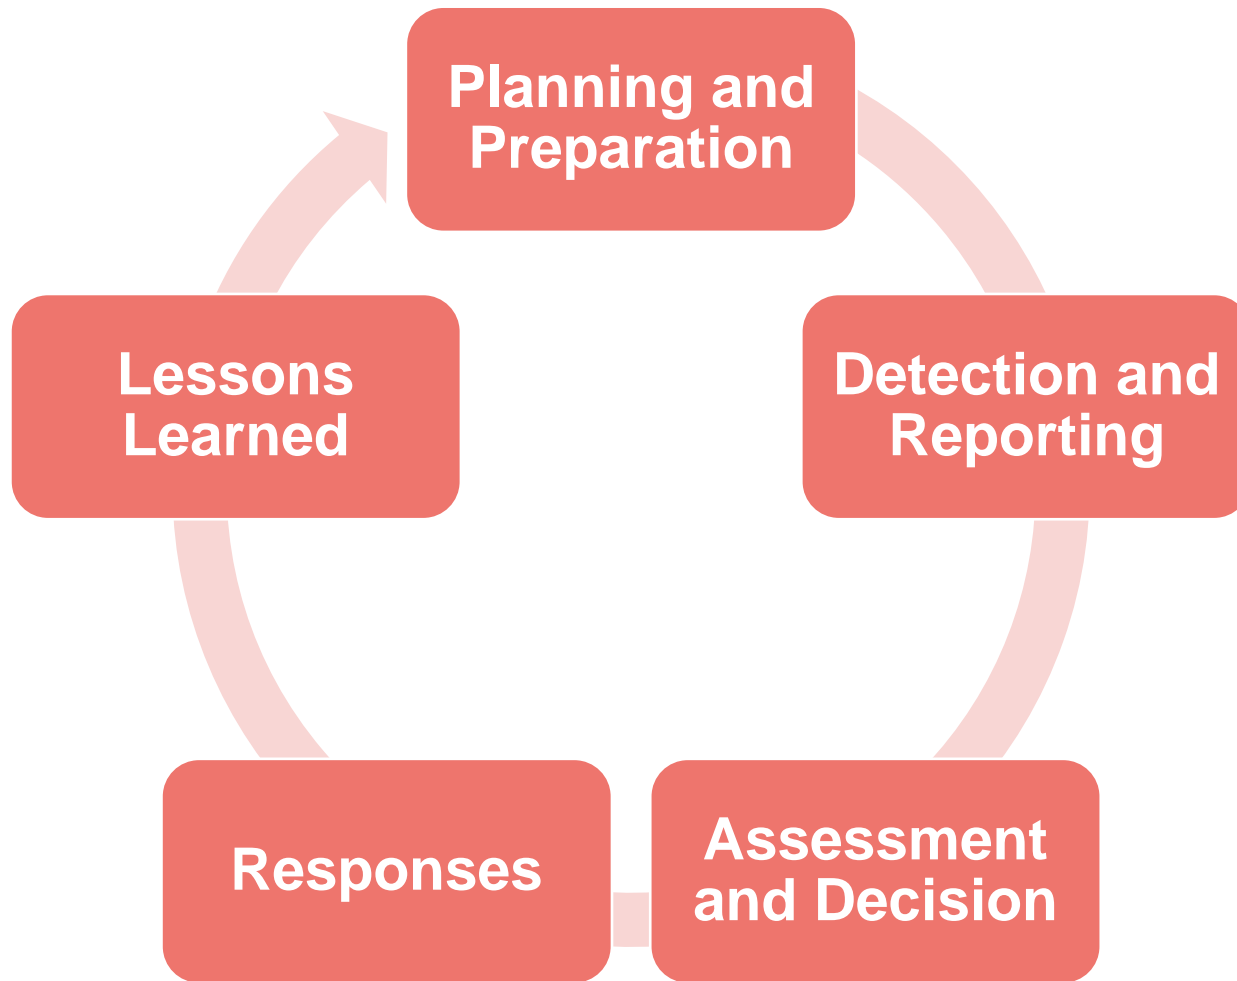 Planning and
Preparation
Detection and
Reporting
Assessment
and Decision
Responses
Lessons
Learned